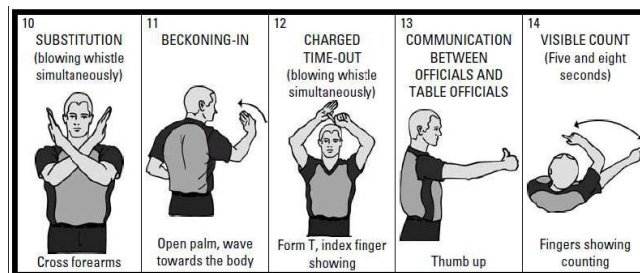 10
SUBSTITUTION
(blowing whistle
simultaneously)
Cross forearms
11
BECKONING-IN
Open palm, wave
towards the body
12
CHARGED
TIME-OUT
(blowing whistle
simultaneously)
Form T, index finger
showing
13
COMMUNICATION
BETWEEN
OFFICIALS AND
TABLE OFFICIALS
Thumb up
14
VISIBLE COUNT
(Five and eight
seconds)
Fingers showing
counting